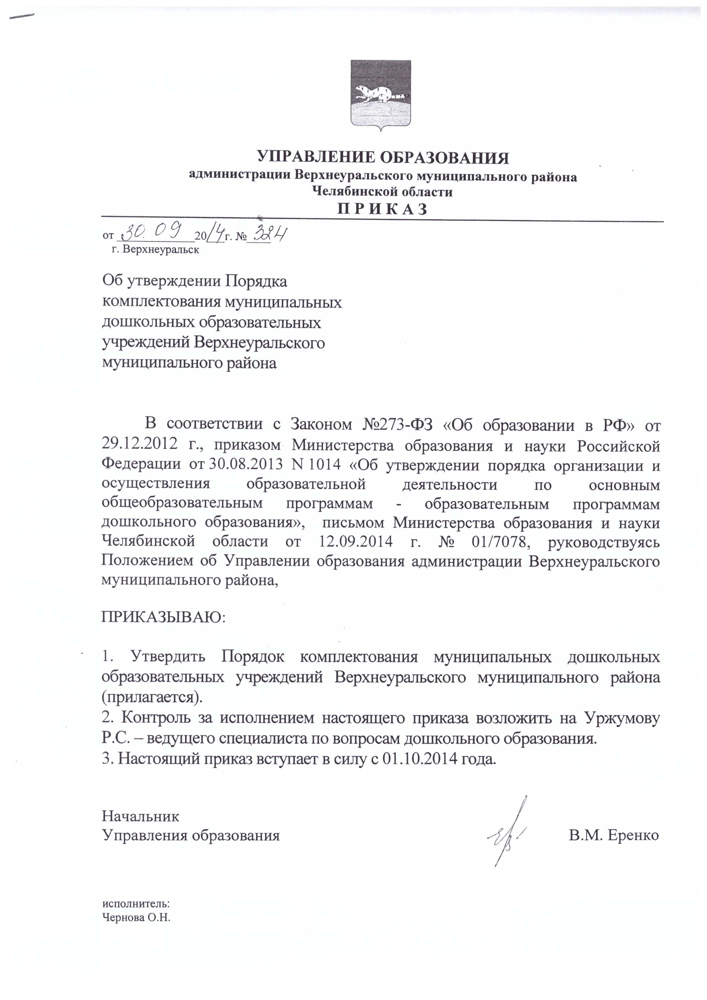 УПРАВЛЕНИЕ ОБРАЗОВАНИЯ
администрации Верхнеуральского муниципального района
Челябинской области
П Р И К А З
от 30.09 2014г. № 324
г. Верхнеуральск
Об утверждении Порядка
комплектования муниципальных
дошкольных образовательных
учреждений Верхнеуральского
муниципального района
В соответствии с Законом №273-ФЗ «Об образовании в РФ» от
29.12.2012 г., приказом Министерства образования и науки Российской
Федерации от 30.08.2013 N 1014 «Об утверждении порядка организации и
осуществления образовательной деятельности по основным
общеобразовательным программам - образовательным программам
дошкольного образования», письмом Министерства образования и науки
Челябинской области от 12.09.2014 г. № 01/7078, руководствуясь
Положением об Управлении образования администрации Верхнеуральского
муниципального района,
ПРИКАЗЫВАЮ:
1. Утвердить Порядок комплектования муниципальных дошкольных
образовательных учреждений Верхнеуральского муниципального района
(прилагается).
2. Контроль за исполнением настоящего приказа возложить на Уржумову
Р.С. – ведущего специалиста по вопросам дошкольного образования.
3. Настоящий приказ вступает в силу с 01.10.2014 года.
Начальник
Управления образования В.М. Еренко
исполнитель:
Чернова О.Н.